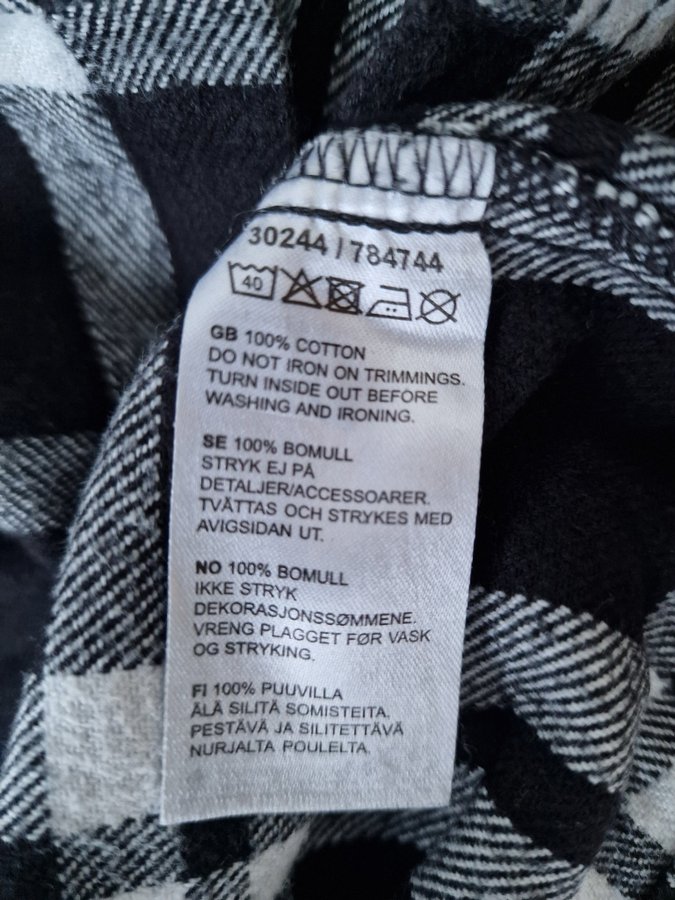 30244 / 784744
40
GB 100% COTTON
DO NOT IRON ON TRIMMINGS.
TURN INSIDE OUT BEFORE
WASHING AND IRONING.
SE 100% BOMULL
STRYK EJ PÅ
DETALJER/ACCESSOARER.
TVÄTTAS OCH STRYKES MED
AVIGSIDAN UT.
NO 100% BOMULL
IKKE STRYK
DEKORASJONSSØMMENE.
VRENG PLAGGET FØR VASK
OG STRYKING.
FI 100% PUUVILLA
ÄLÄ SILITÄ SOMISTEITA.
PESTÄVÄ JA SILITETTÄVÄ
NURJALTA POULELTA.